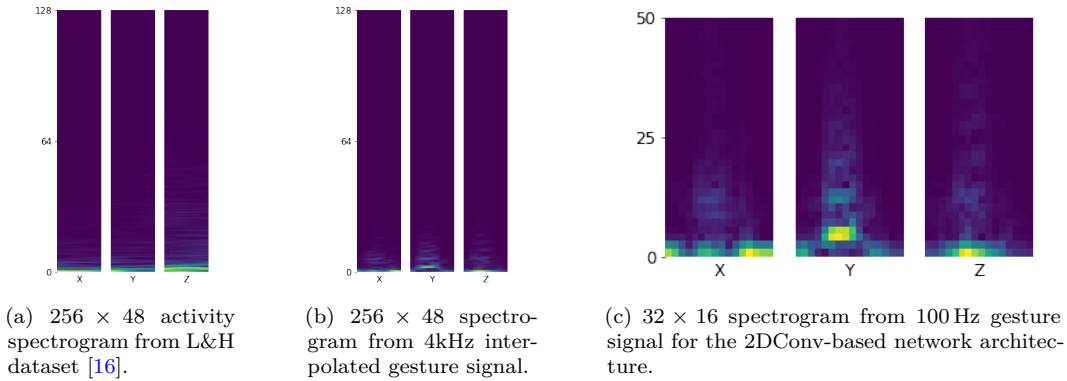 128
64
0
X Y Z
128
64
0
X Y Z
50
25
0
X Y Z
(a) 256 × 48 activity
spectrogram from L&H
dataset [16].
(b) 256 × 48 spectro-
gram from 4kHz inter-
polated gesture signal.
(c) 32 × 16 spectrogram from 100 Hz gesture
signal for the 2DConv-based network architec-
ture.